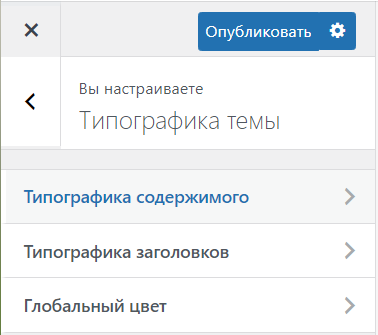 Опубликовать
Вы настраиваете
Типографика темы
Типографика содержимого
Типографика заголовков
Глобальный цвет